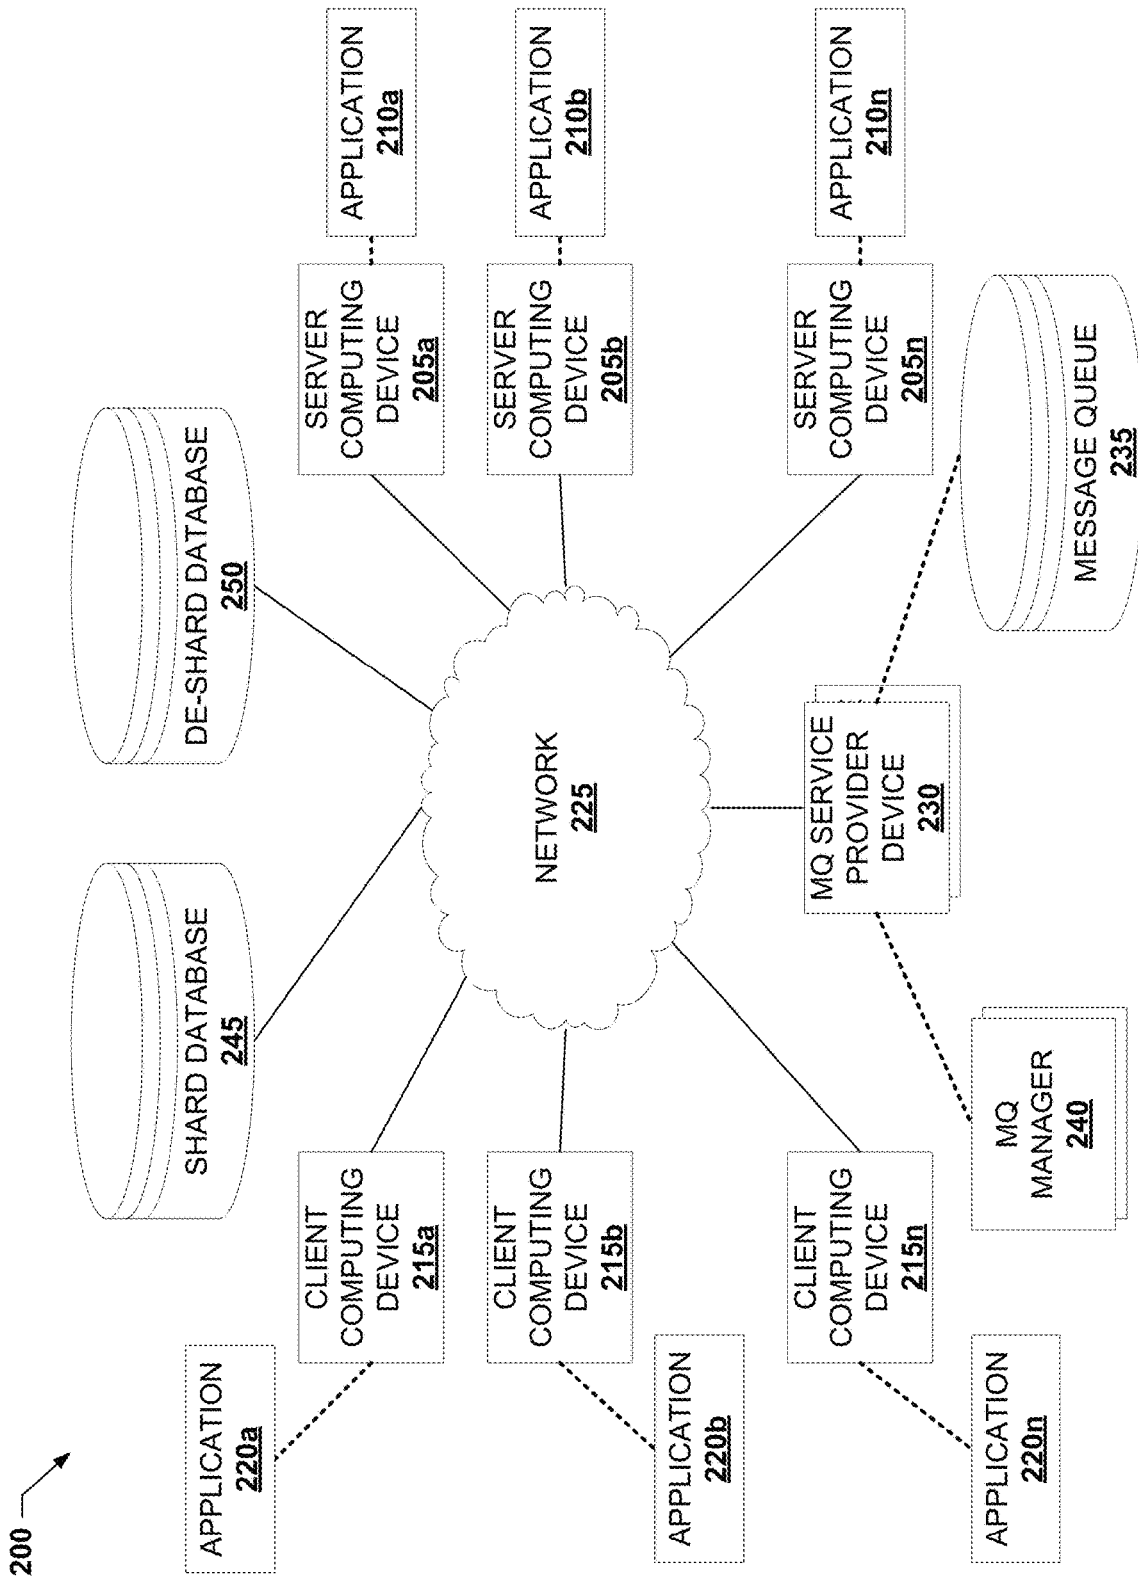 200
SHARD DATABASE
245
DE-SHARD DATABASE
250
APPLICATION
220a
CLIENT
COMPUTING
DEVICE
215a
SERVER
COMPUTING
DEVICE
205a
APPLICATION
210a
CLIENT
COMPUTING
DEVICE
215b
APPLICATION
220b
NETWORK
225
SERVER
COMPUTING
DEVICE
205b
APPLICATION
210b
CLIENT
COMPUTING
DEVICE
215n
APPLICATION
220n
MQ SERVICE
PROVIDER
DEVICE
230
SERVER
COMPUTING
DEVICE
205n
APPLICATION
210n
MQ
MANAGER
240
MESSAGE QUEUE
235